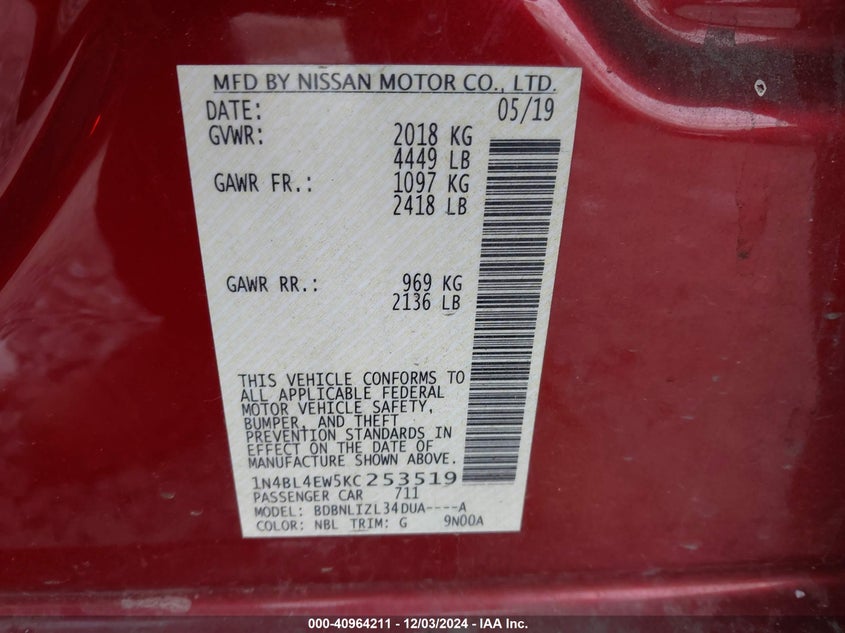 MFD BY NISSAN MOTOR CO., LTD.
DATE: 05/19
GVWR: 2018 KG
4449 LB
GAWR FR.: 1097 KG
2418 LB
GAWR RR.: 969 KG
2136 LB
THIS VEHICLE CONFORMS TO
ALL APPLICABLE FEDERAL
MOTOR VEHICLE SAFETY,
BUMPER, AND THEFT
PREVENTION STANDARDS IN
EFFECT ON THE DATE OF
MANUFACTURE SHOWN ABOVE.
1N4BL4EW5KC253519
PASSENGER CAR 711
MODEL: BDBNLIZL34DUA----A
COLOR: NBL TRIM: G 9N00A
000-40964211 - 12/03/2024 - IAA Inc.